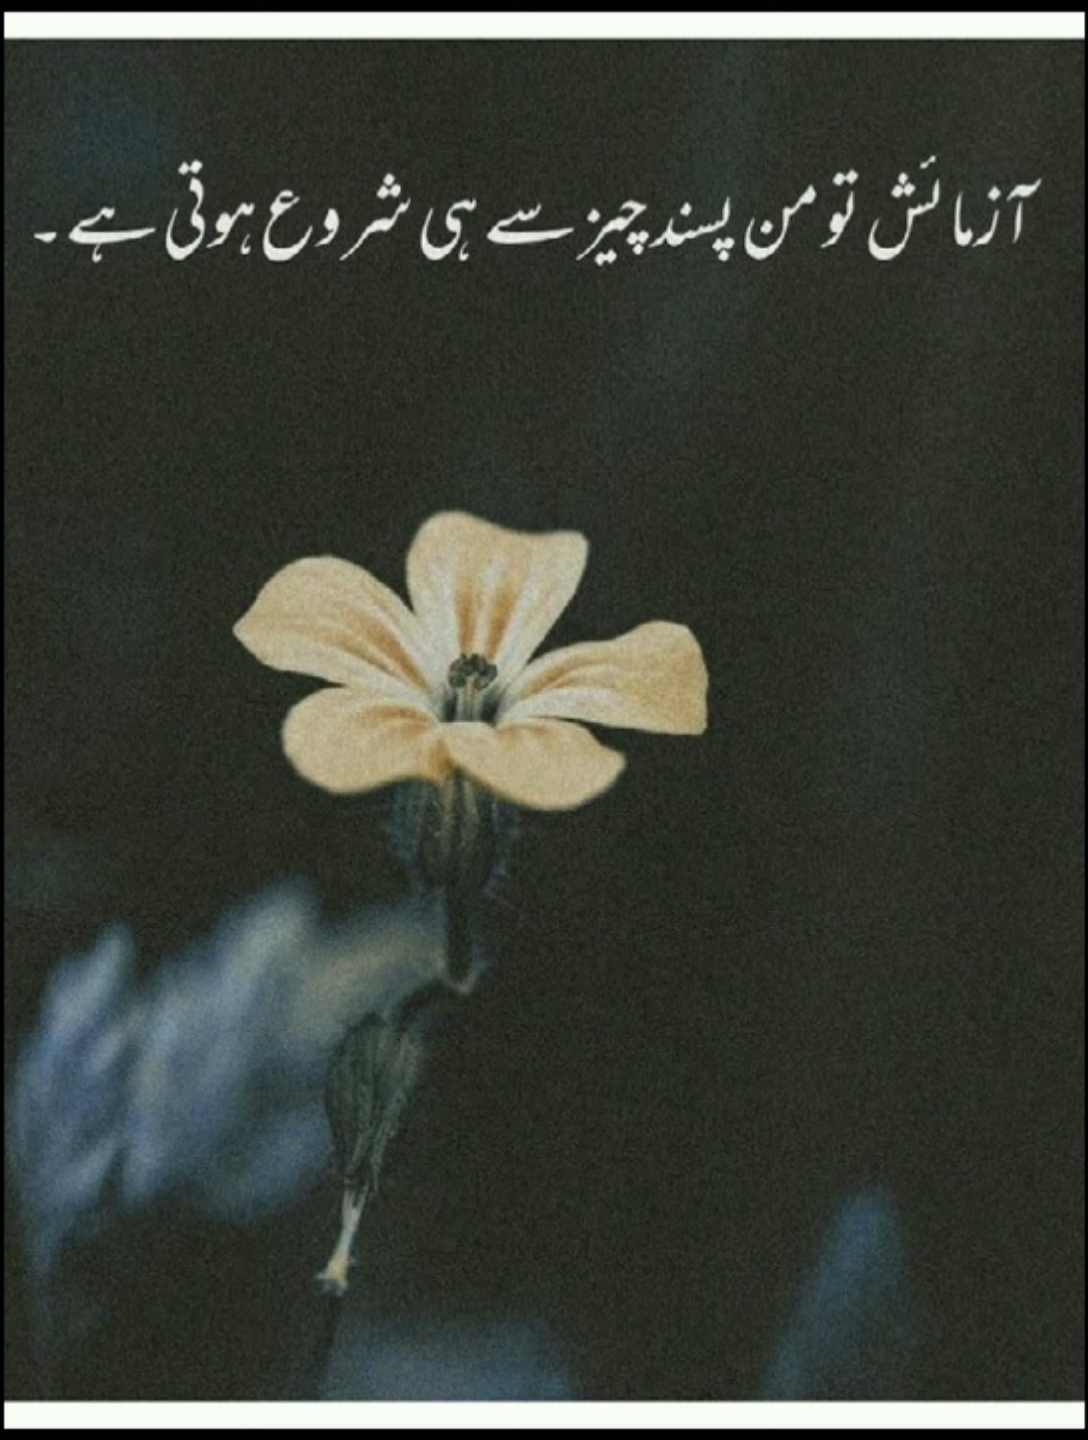 آزمائش تو من پسند چیز سے ہی شروع ہوتی ہے۔